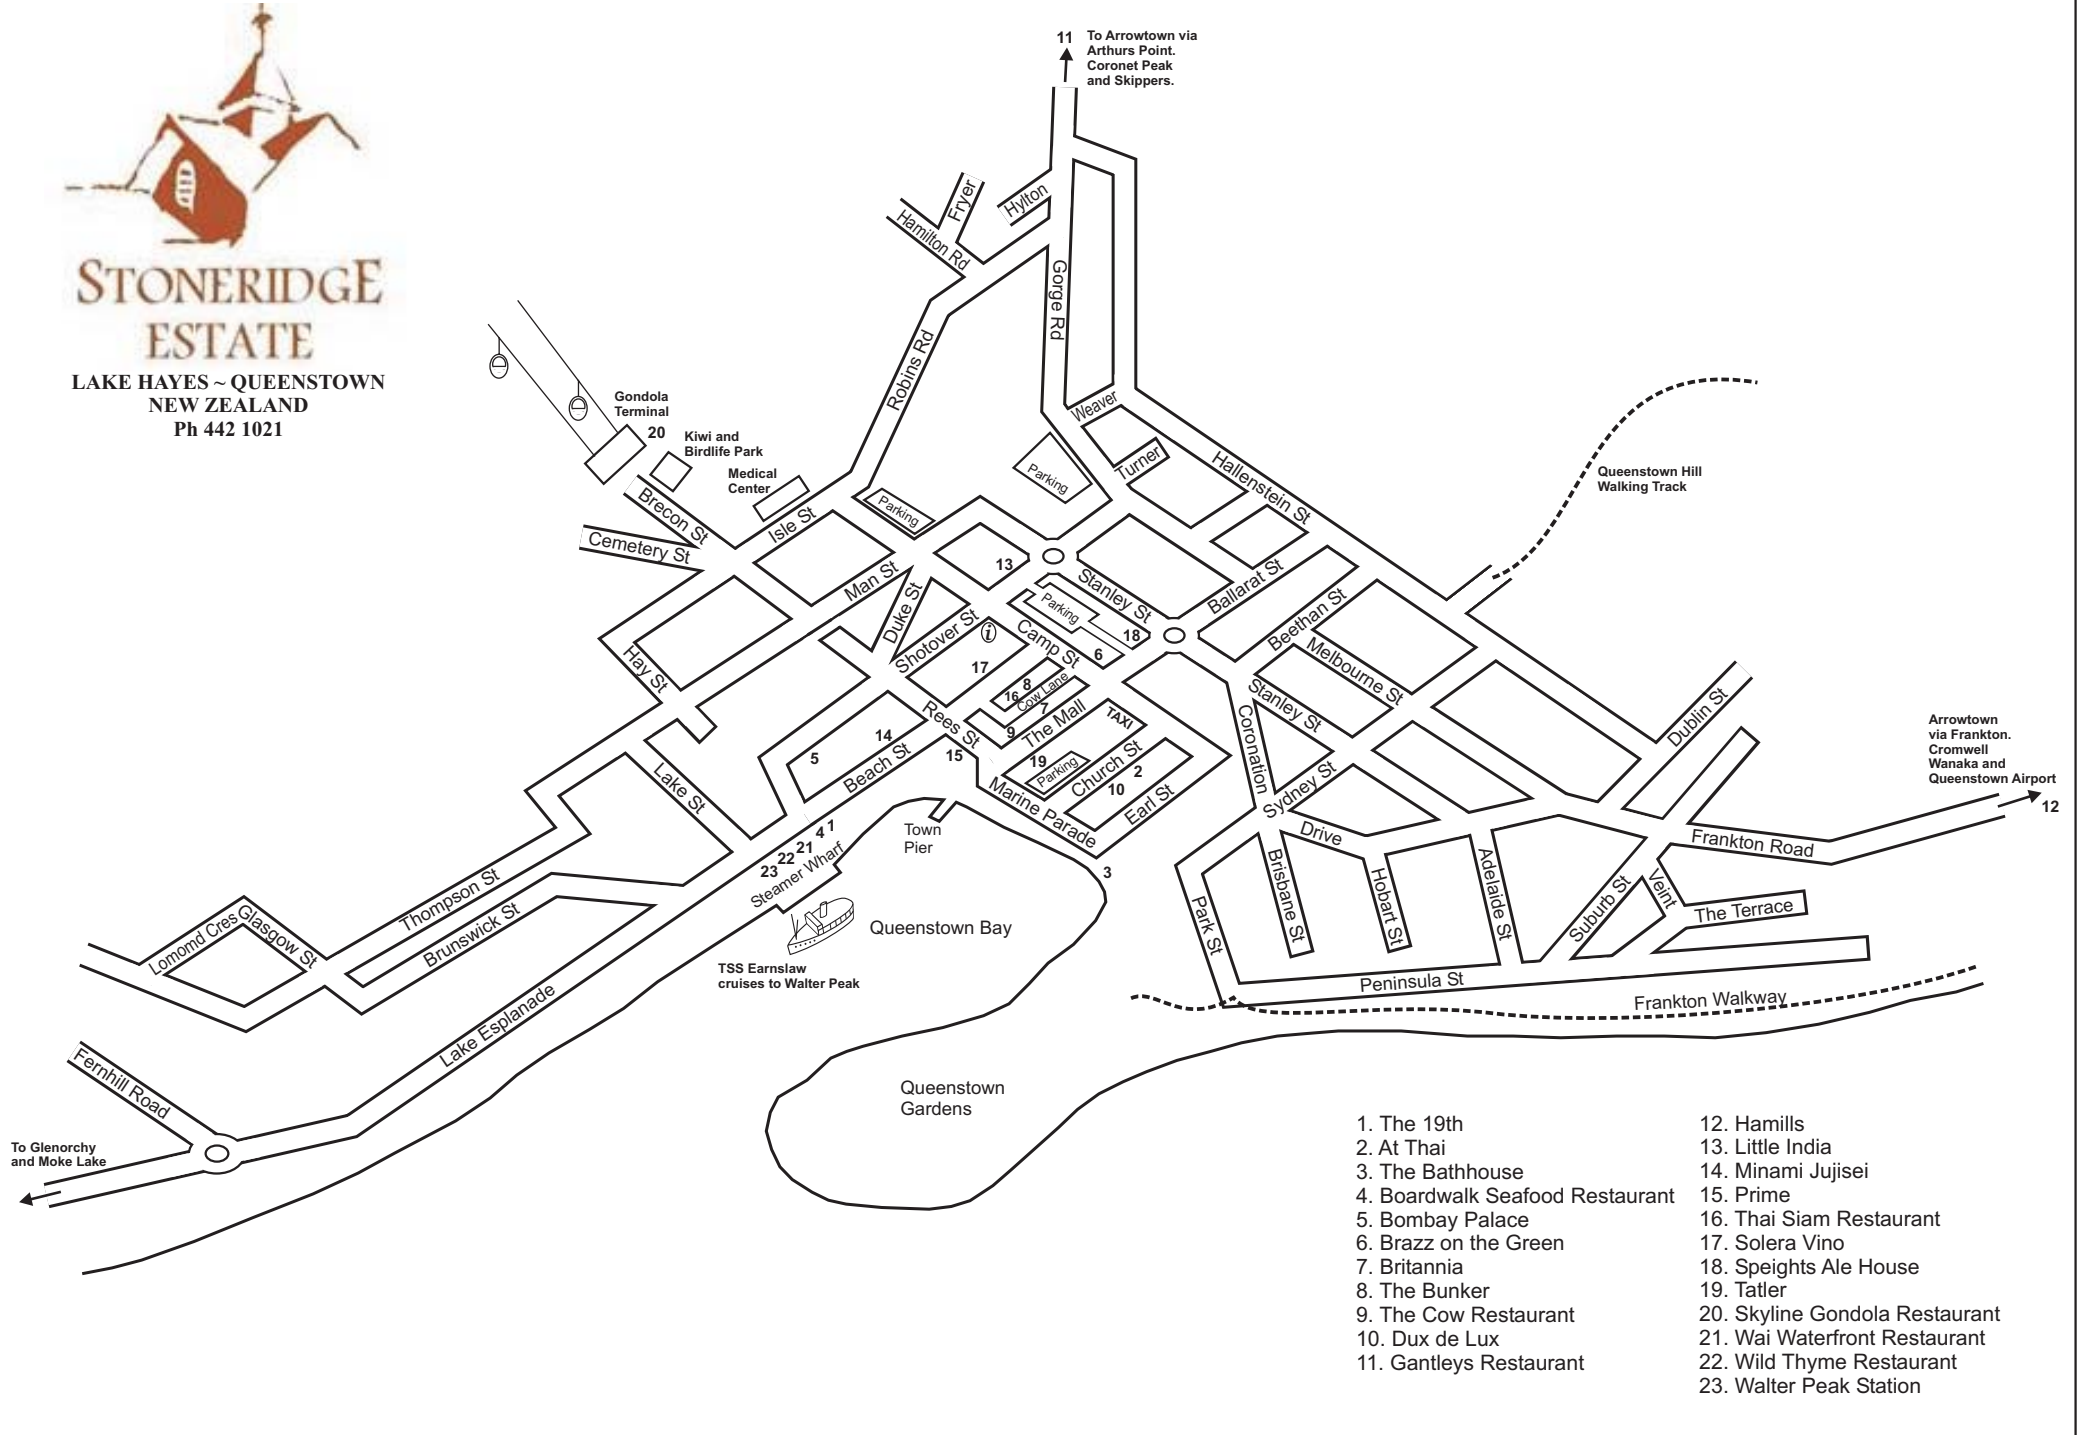 STONERIDGE
ESTATE
LAKE HAYES ~ QUEENSTOWN
NEW ZEALAND
Ph 442 1021
11
To Arrowtown via
Arthurs Point.
Coronet Peak
and Skippers.
Fryer
Hylton
Hamilton Rd
Gorge Rd
Robins Rd
Weaver
Gondola
Terminal
20
Kiwi and
Birdlife Park
Medical
Center
Parking
Parking
Turner
Hallenstein St
Queenstown Hill
Walking Track
Brecon St
Isle St
Cemetery St
Man St
13
Stanley St
Ballarat St
Duke St
Parking
Beethan St
Shotover St
i
Camp St
18
6
Hay St
17
Melbourne St
8
16
Cow Lane
7
Stanley St
Dublin St
Rees St
The Mall
TAXI
Coronation
9
14
15
5
Beach St
19
Parking
Church St
2
10
Earl St
Sydney St
Arrowtown
via Frankton.
Cromwell
Wanaka and
Queenstown Airport
12
Lake St
Marine Parade
Town
Pier
1
4
21
22
23
Steamer Wharf
3
Drive
Frankton Road
Brisbane St
Hobart St
Adelaide St
Suburb St
Veint
The Terrace
Thompson St
Brunswick St
Lomomd Cres
Glasgow St
Queenstown Bay
Park St
TSS Earnslaw
cruises to Walter Peak
Peninsula St
Frankton Walkway
Lake Esplanade
Fernhill Road
Queenstown
Gardens
To Glenorchy
and Moke Lake
1. The 19th
2. At Thai
3. The Bathhouse
4. Boardwalk Seafood Restaurant
5. Bombay Palace
6. Brazz on the Green
7. Britannia
8. The Bunker
9. The Cow Restaurant
10. Dux de Lux
11. Gantleys Restaurant
12. Hamills
13. Little India
14. Minami Jujisei
15. Prime
16. Thai Siam Restaurant
17. Solera Vino
18. Speights Ale House
19. Tatler
20. Skyline Gondola Restaurant
21. Wai Waterfront Restaurant
22. Wild Thyme Restaurant
23. Walter Peak Station